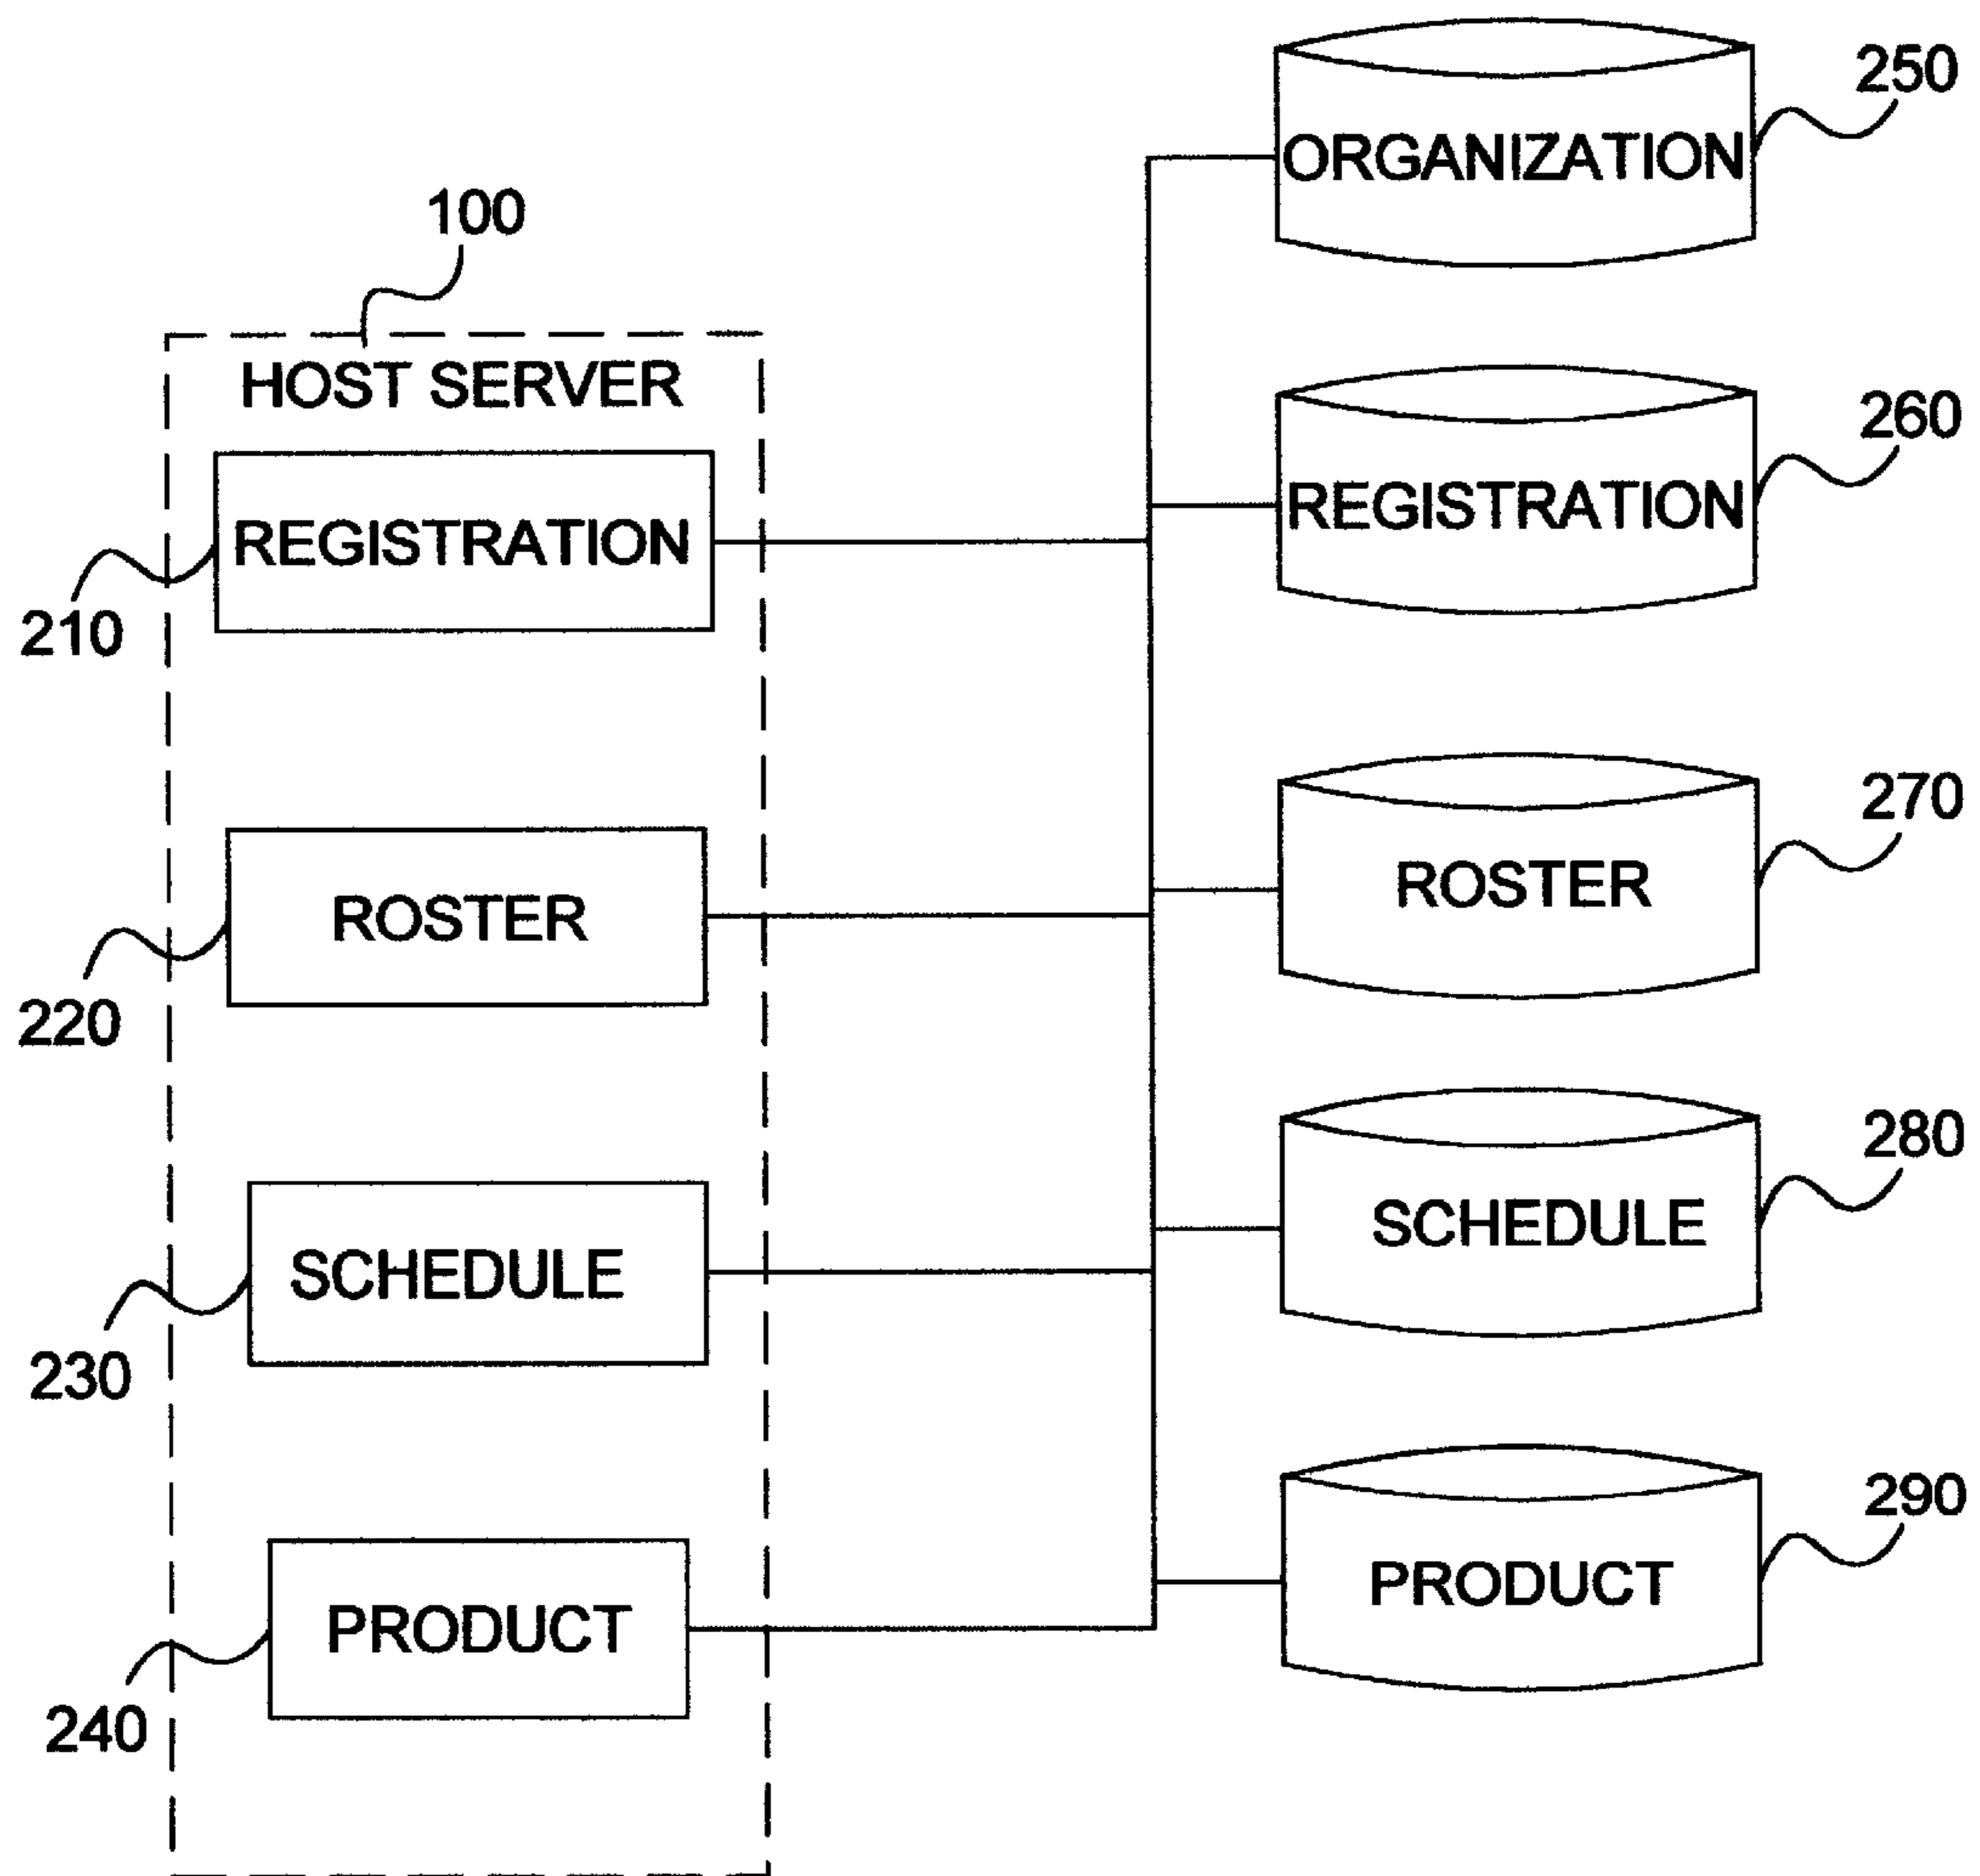 250
ORGANIZATION
100
HOST SERVER
260
REGISTRATION
REGISTRATION
210
270
ROSTER
ROSTER
220
280
SCHEDULE
SCHEDULE
230
290
PRODUCT
PRODUCT
240